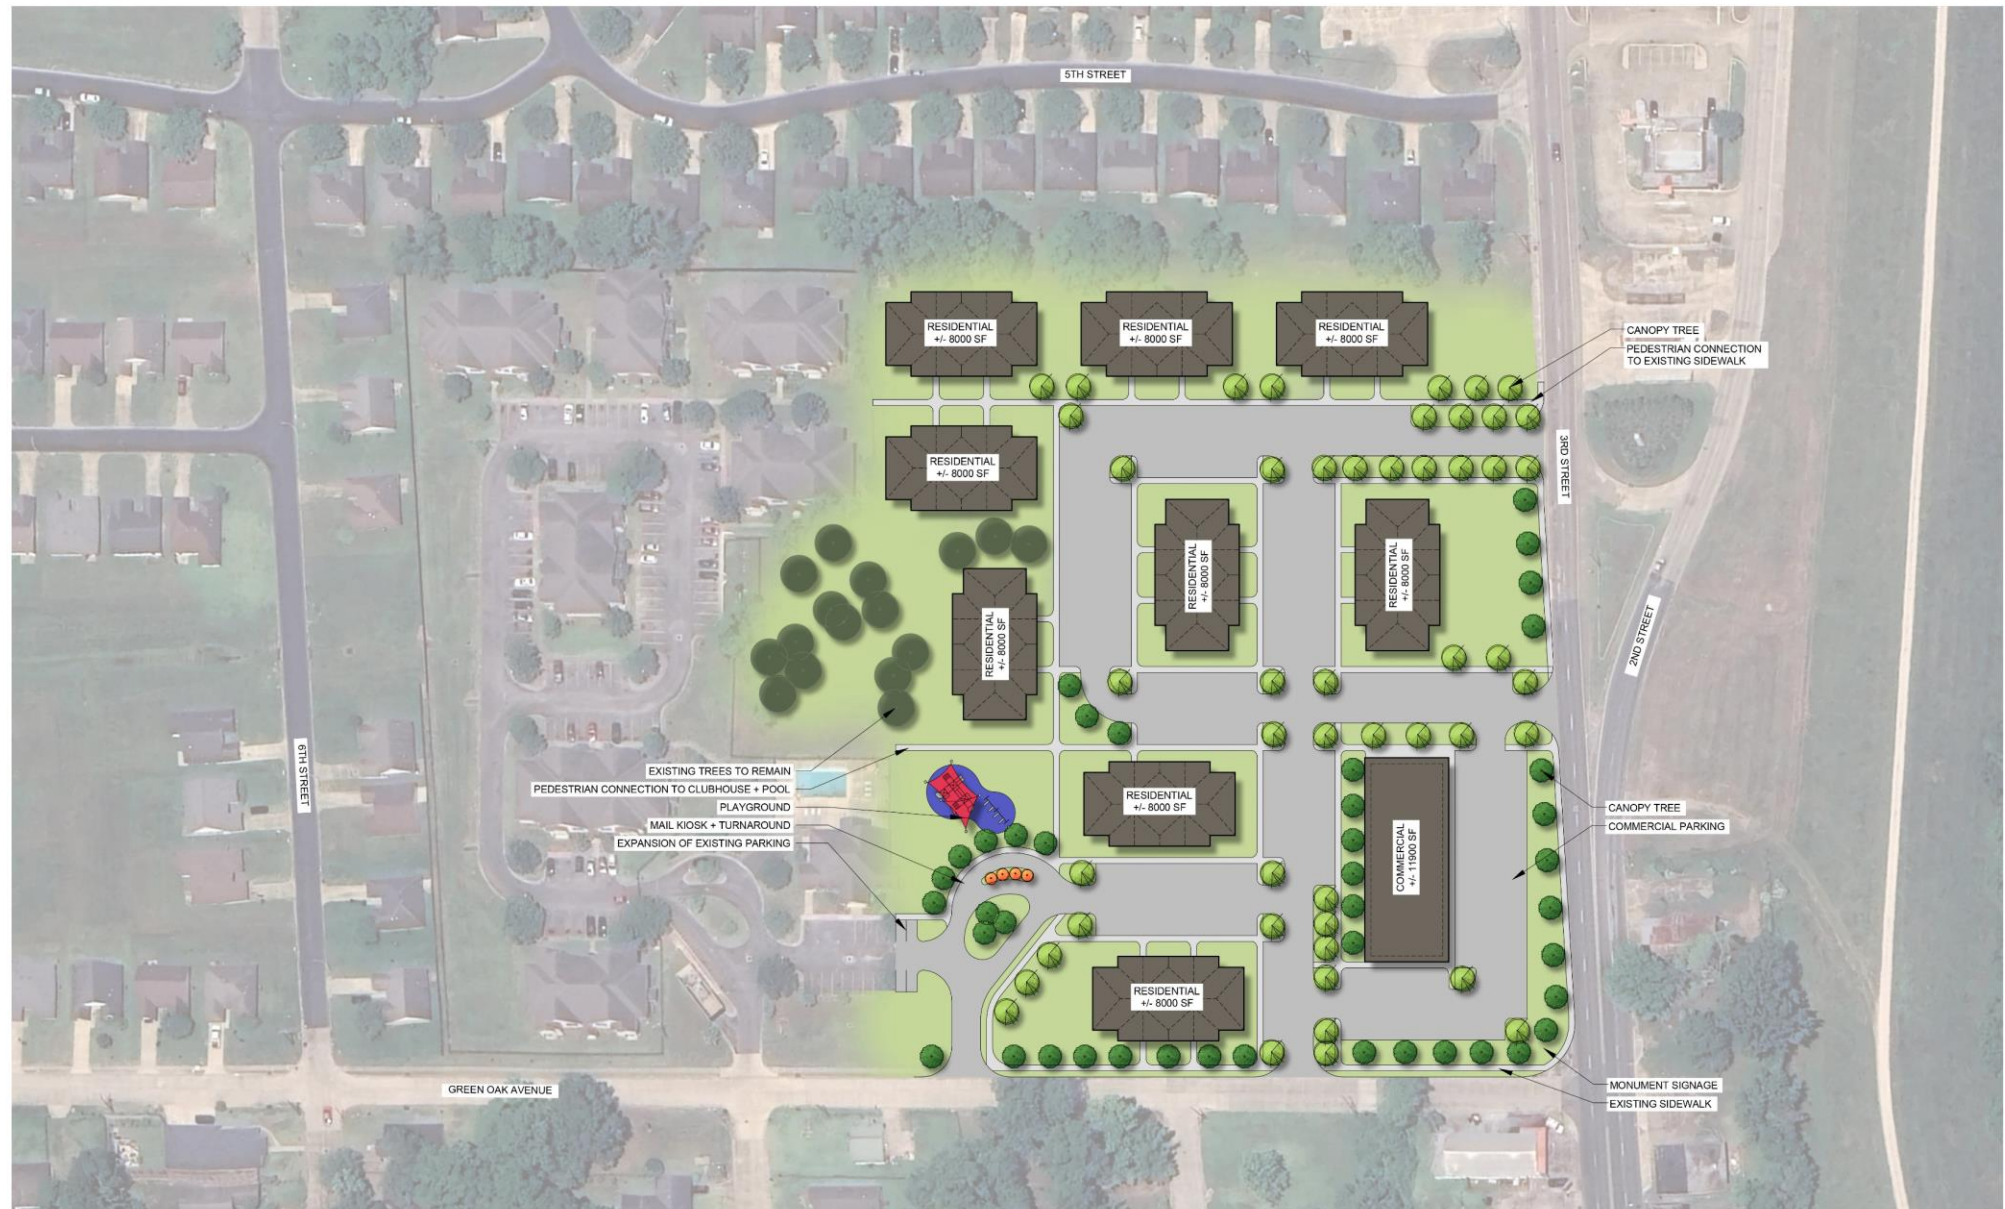 5TH STREET
RESIDENTIAL
+/- 8000 SF
RESIDENTIAL
+/- 8000 SF
RESIDENTIAL
+/- 8000 SF
CANOPY TREE
PEDESTRIAN CONNECTION
TO EXISTING SIDEWALK
RESIDENTIAL
+/- 8000 SF
3RD STREET
RESIDENTIAL
+/- 8000 SF
RESIDENTIAL
+/- 8000 SF
RESIDENTIAL
+/- 8000 SF
2ND STREET
6TH STREET
EXISTING TREES TO REMAIN
PEDESTRIAN CONNECTION TO CLUBHOUSE + POOL
PLAYGROUND
MAIL KIOSK + TURNAROUND
EXPANSION OF EXISTING PARKING
RESIDENTIAL
+/- 8000 SF
COMMERCIAL
+/- 11900 SF
CANOPY TREE
COMMERCIAL PARKING
RESIDENTIAL
+/- 8000 SF
GREEN OAK AVENUE
MONUMENT SIGNAGE
EXISTING SIDEWALK